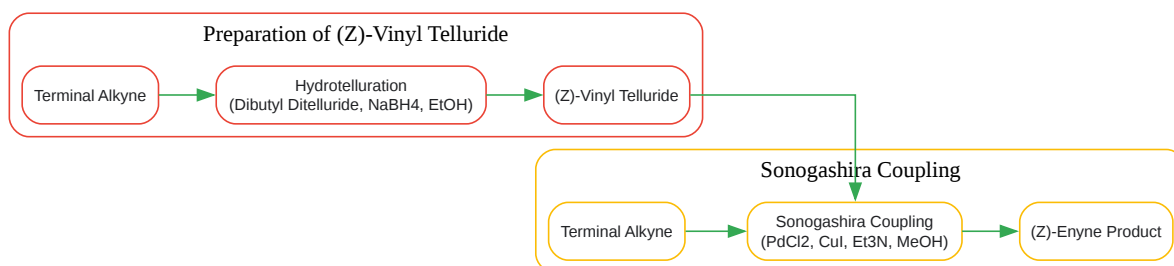 Preparation of (Z)-Vinyl Telluride
Terminal Alkyne
Hydrotelluration
(Dibutyl Ditelluride, NaBH4, EtOH)
(Z)-Vinyl Telluride
Sonogashira Coupling
Terminal Alkyne
Sonogashira Coupling
(PdCl2, CuI, Et3N, MeOH)
(Z)-Enyne Product